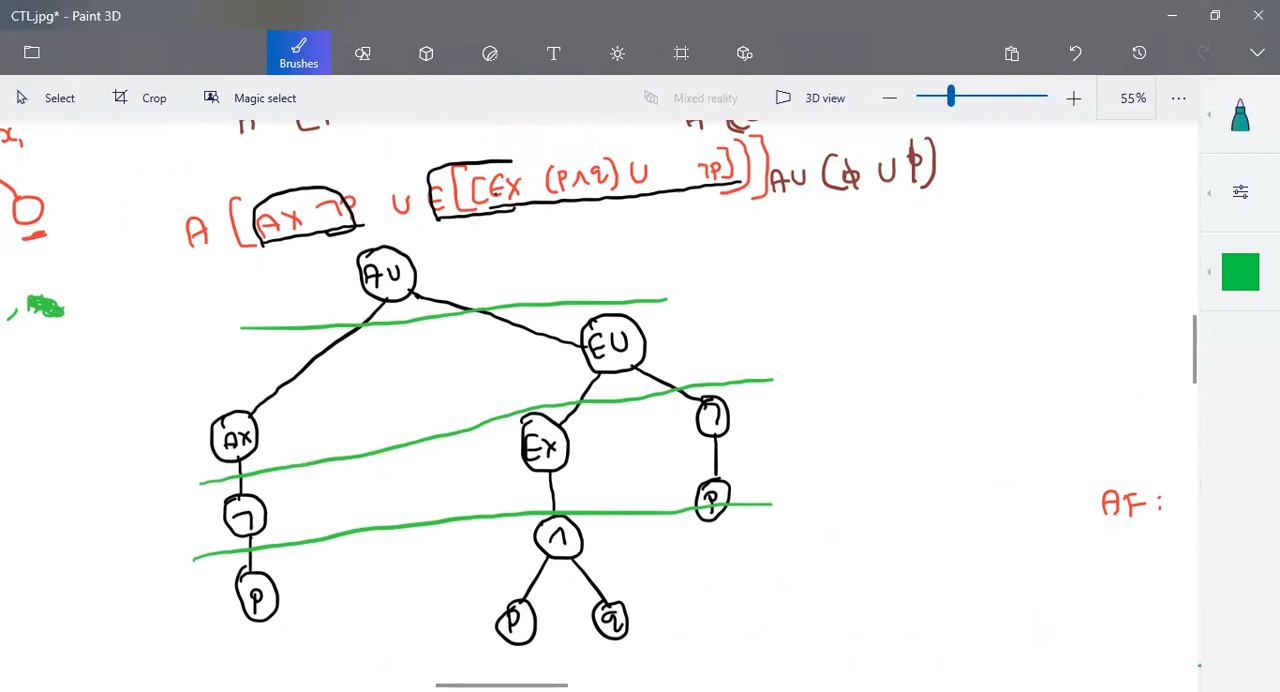 CTL.jpg* - Paint 3D
Brushes
Select
Crop
Magic select
Mixed reality
3D view
55%
x₁
A [AX ¬P U E[[EX (p∧q) U ¬p]]] AU (ϕ U φ)
AU
EU
AX
EX
¬
¬
P
AF :
∧
P
P
q